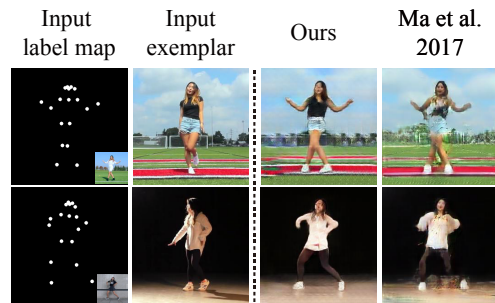 Input
label map
Input
exemplar
Ours
Ma et al.
2017